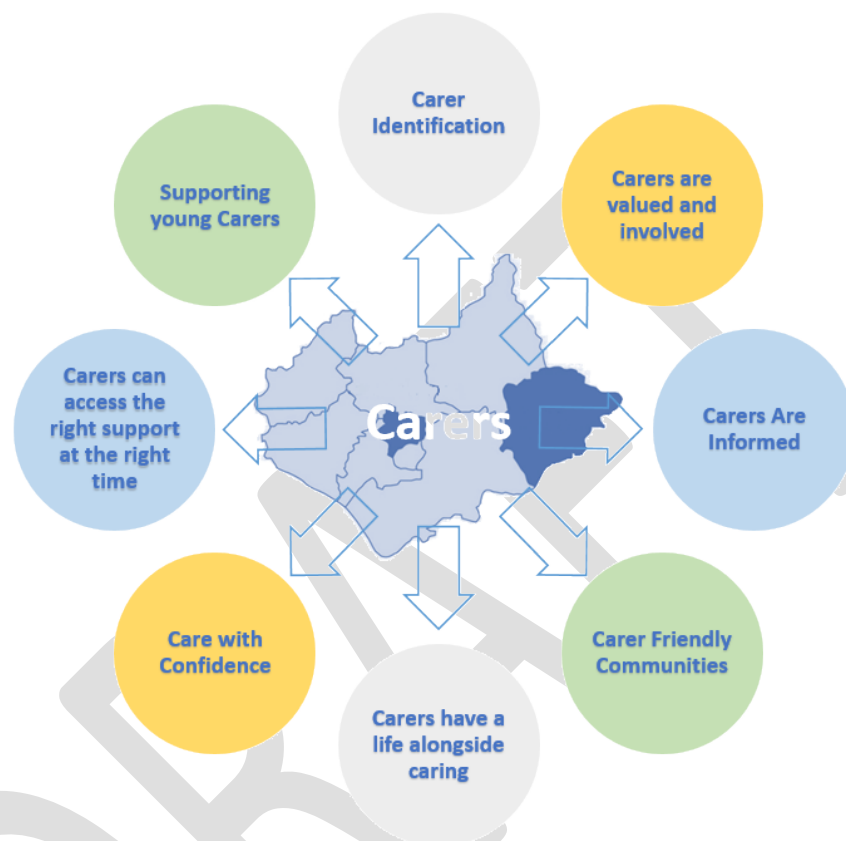 Carer
Identification
Carers are
valued and
involved
Carers Are
Informed
Carer Friendly
Communities
Carers have a
life alongside
caring
Care with
Confidence
Carers can
access the
right support
at the right
time
Supporting
young Carers
Carers